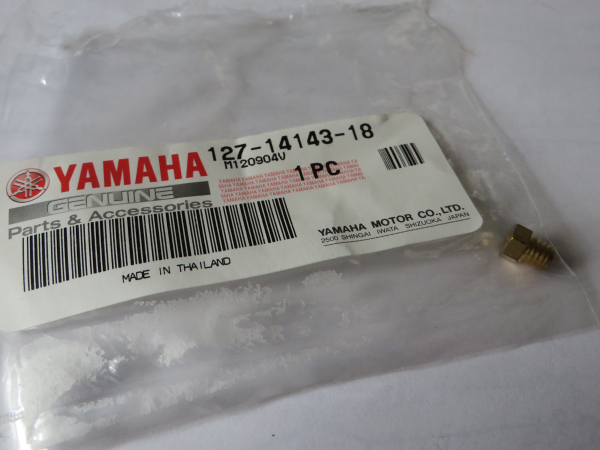 127-14143-18
M120904V
YAMAHA
1 PC
GENUINE
Parts & Accessories
YAMAHA MOTOR CO.,LTD.
2500 SHINGAI IWATA SHIZUOKA JAPAN
MADE IN THAILAND